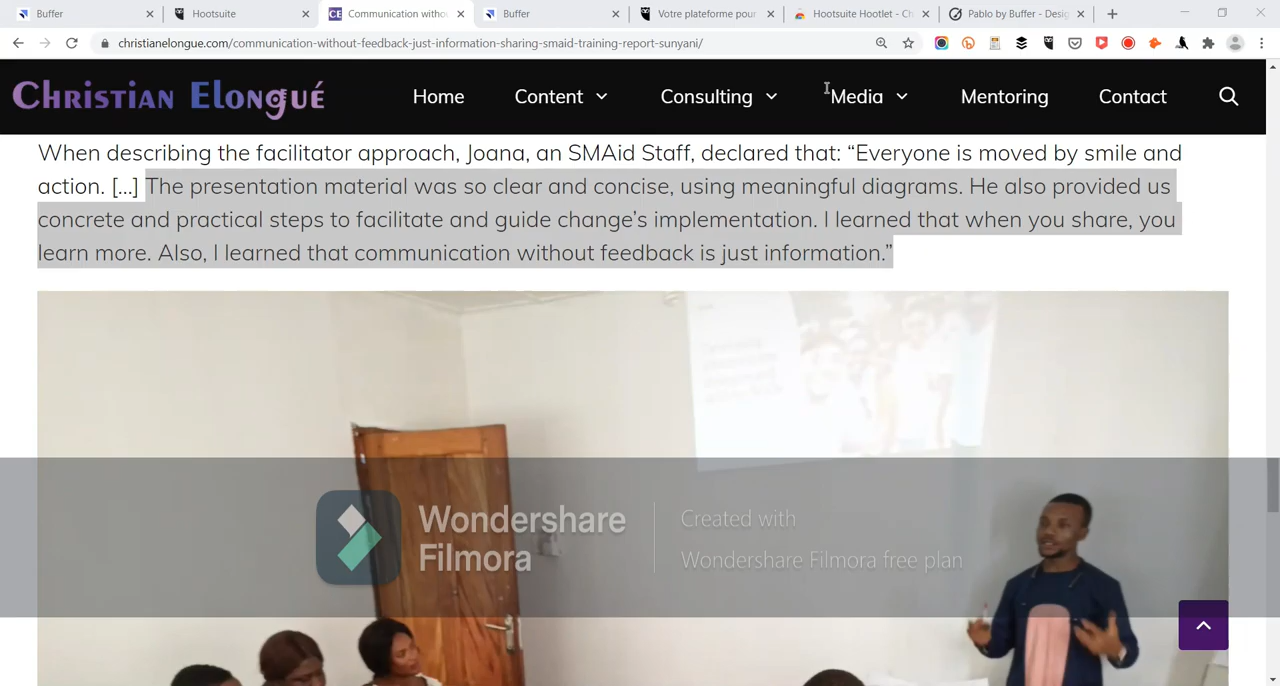 Buffer
Hootsuite
Communication witho
Buffer
Votre plateforme pour
Hootsuite Hootlet - Ch
Pablo by Buffer - Desig
christianelongue.com/communication-without-feedback-just-information-sharing-smaid-training-report-sunyani/
Christian Elongué
Home
Content
Consulting
Media
Mentoring
Contact
When describing the facilitator approach, Joana, an SMAid Staff, declared that: “Everyone is moved by smile and
action. [...] The presentation material was so clear and concise, using meaningful diagrams. He also provided us
concrete and practical steps to facilitate and guide change’s implementation. I learned that when you share, you
learn more. Also, I learned that communication without feedback is just information.”
Wondershare
Filmora
Created with
Wondershare Filmora free plan